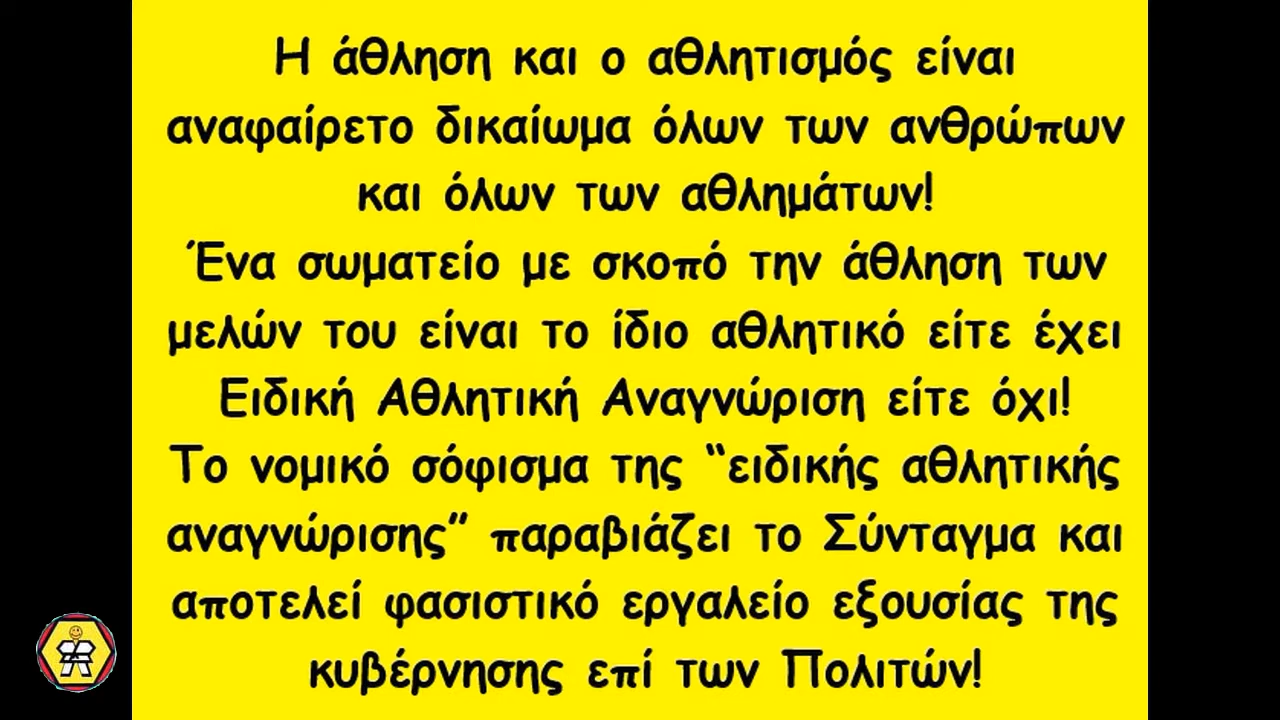 Η άθληση και ο αθλητισμός είναι
αναφαίρετο δικαίωμα όλων των ανθρώπων
και όλων των αθλημάτων!
Ένα σωματείο με σκοπό την άθληση των
μελών του είναι το ίδιο αθλητικό είτε έχει
Ειδική Αθλητική Αναγνώριση είτε όχι!
Το νομικό σόφισμα της “ειδικής αθλητικής
αναγνώρισης” παραβιάζει το Σύνταγμα και
αποτελεί φασιστικό εργαλείο εξουσίας της
κυβέρνησης επί των Πολιτών!